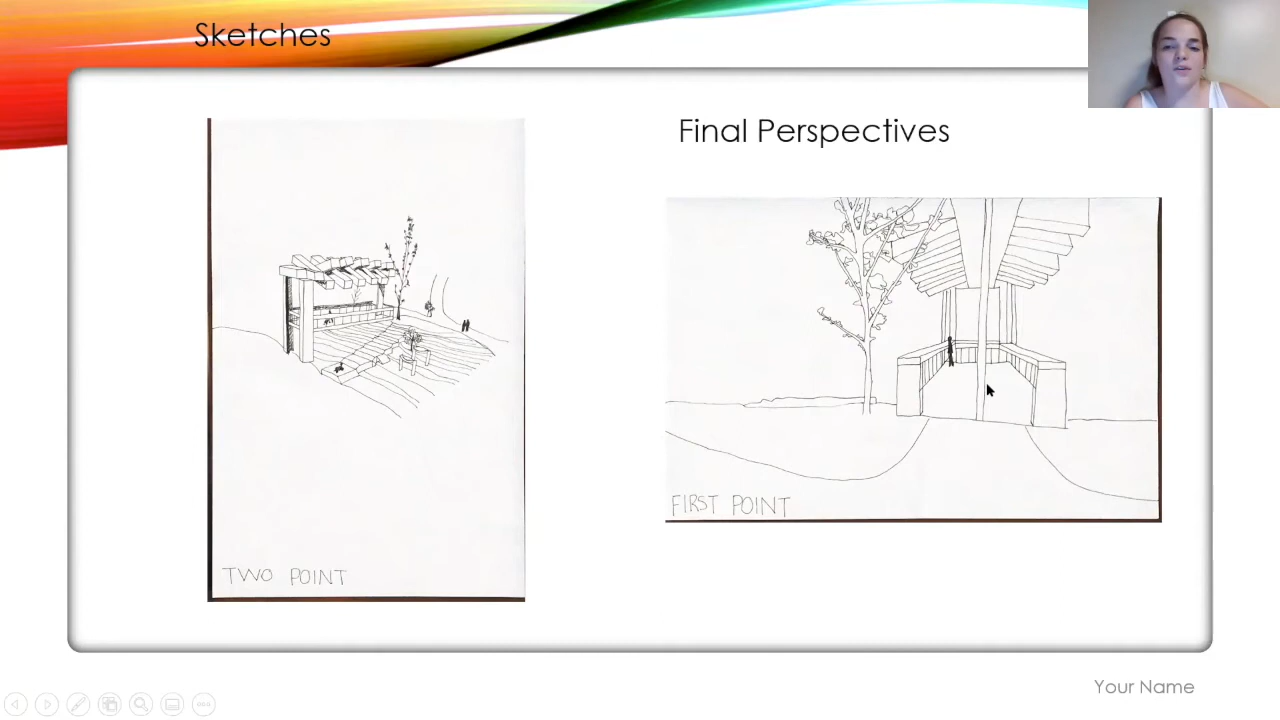 Sketches
Final Perspectives
TWO POINT
FIRST POINT
Your Name